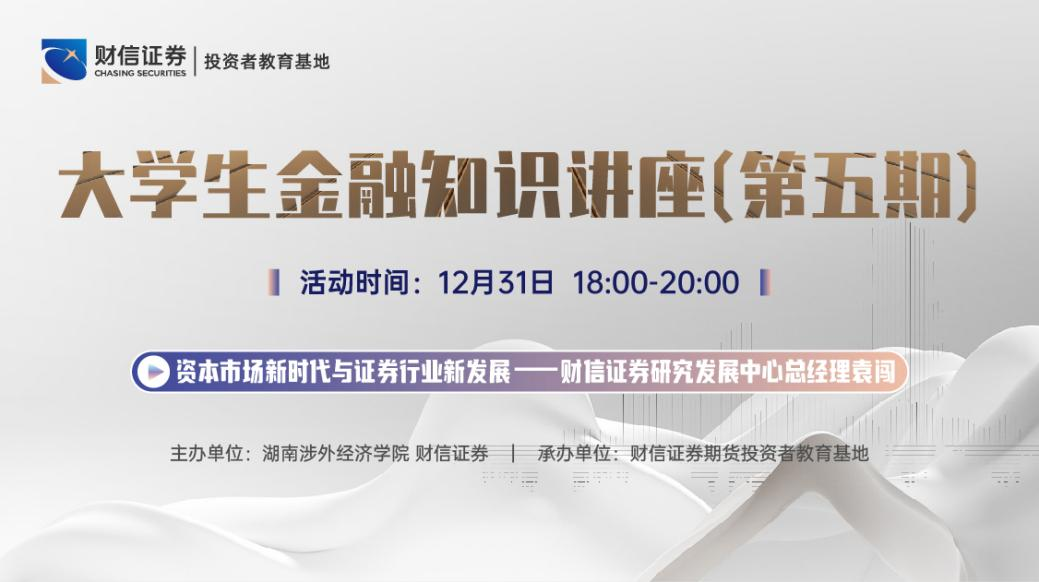 财信证券
CHASING SECURITIES
投资者教育基地
大学生金融知识讲座(第五期)
活动时间：12月31日 18:00-20:00
资本市场新时代与证券行业新发展——财信证券研究发展中心总经理袁闯
主办单位：湖南涉外经济学院 财信证券 | 承办单位：财信证券期货投资者教育基地